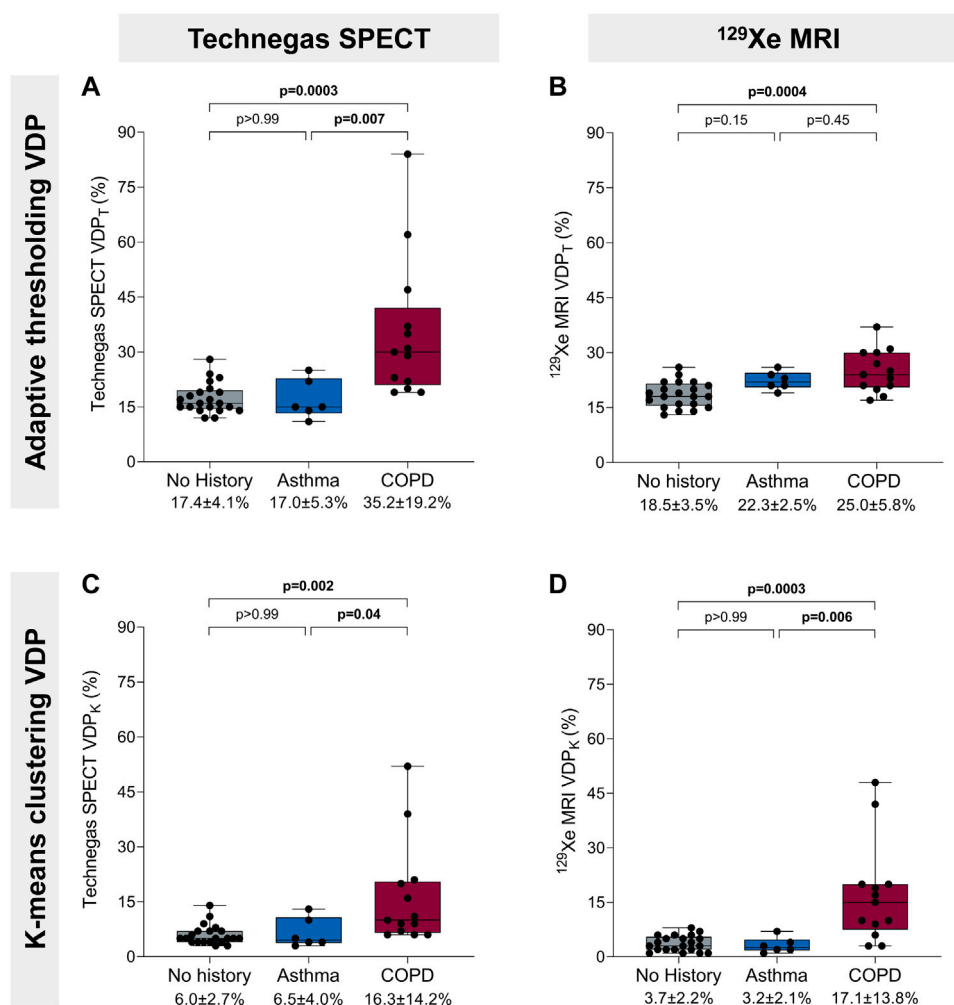 Technegas SPECT
¹²⁹Xe MRI
Adaptive thresholding VDP
A
p=0.0003
p>0.99
p=0.007
Technegas SPECT VDP_T (%)
90
75
60
45
30
15
0
No History
Asthma
COPD
17.4±4.1%
17.0±5.3%
35.2±19.2%
B
p=0.0004
p=0.15
p=0.45
¹²⁹Xe MRI VDP_T (%)
90
75
60
45
30
15
0
No history
Asthma
COPD
18.5±3.5%
22.3±2.5%
25.0±5.8%
K-means clustering VDP
C
p=0.002
p>0.99
p=0.04
Technegas SPECT VDP_K (%)
90
75
60
45
30
15
0
No history
Asthma
COPD
6.0±2.7%
6.5±4.0%
16.3±14.2%
D
p=0.0003
p>0.99
p=0.006
¹²⁹Xe MRI VDP_K (%)
90
75
60
45
30
15
0
No History
Asthma
COPD
3.7±2.2%
3.2±2.1%
17.1±13.8%